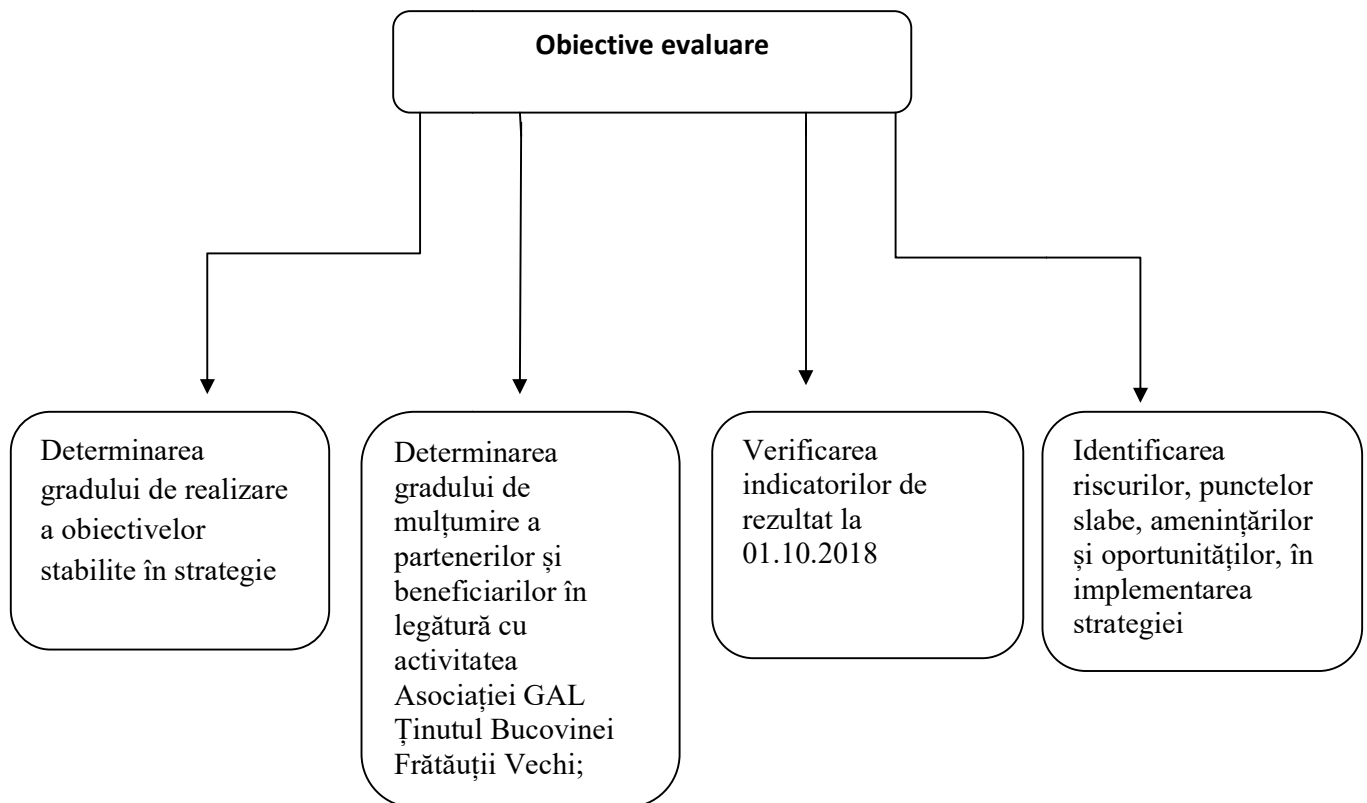 Obiective evaluare
Determinarea
gradului de realizare
a obiectivelor
stabilite în strategie
Determinarea
gradului de
mulțumire a
partenerilor și
beneficiarilor în
legătură cu
activitatea
Asociației GAL
Ținutul Bucovinei
Frătăuții Vechi;
Verificarea
indicatorilor de
rezultat la
01.10.2018
Identificarea
riscurilor, punctelor
slabe, amenințărilor
și oportunităților, în
implementarea
strategiei